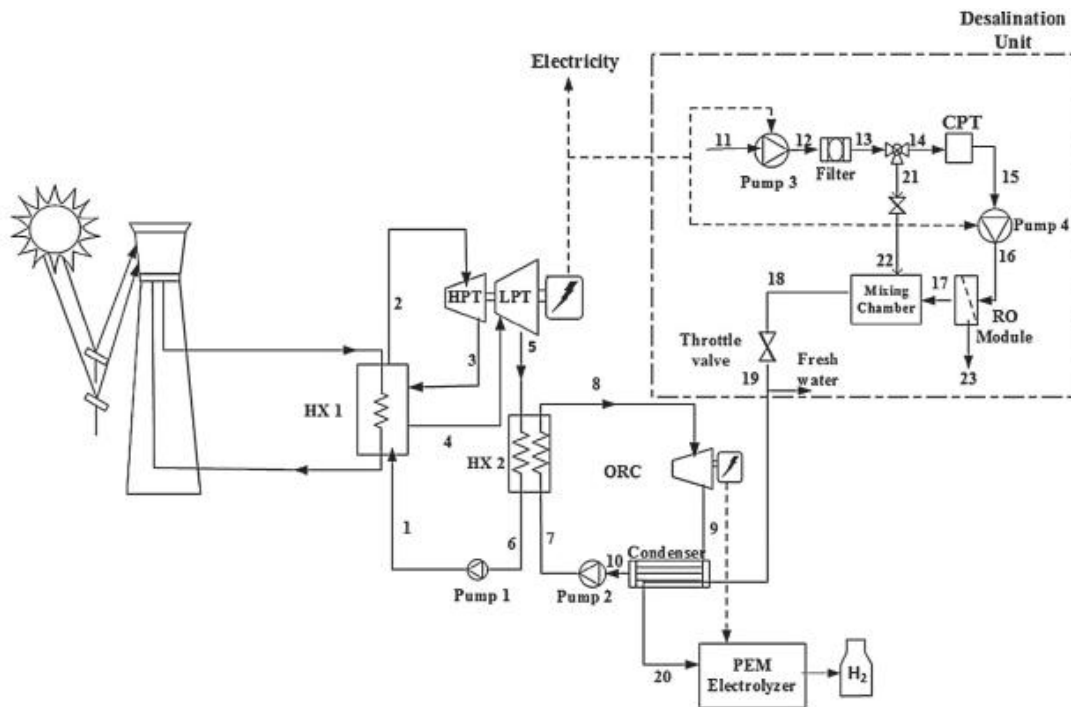 Desalination
Unit
Electricity
11
12
13
14
CPT
Pump 3
Filter
21
15
Pump 4
16
22
17
18
Mixing
Chamber
RO
Module
23
Throttle
valve
19
Fresh
water
2
HPT
LPT
3
5
4
HX 1
8
HX 2
ORC
1
6
7
9
Condenser
10
Pump 1
Pump 2
20
PEM
Electrolyzer
H₂